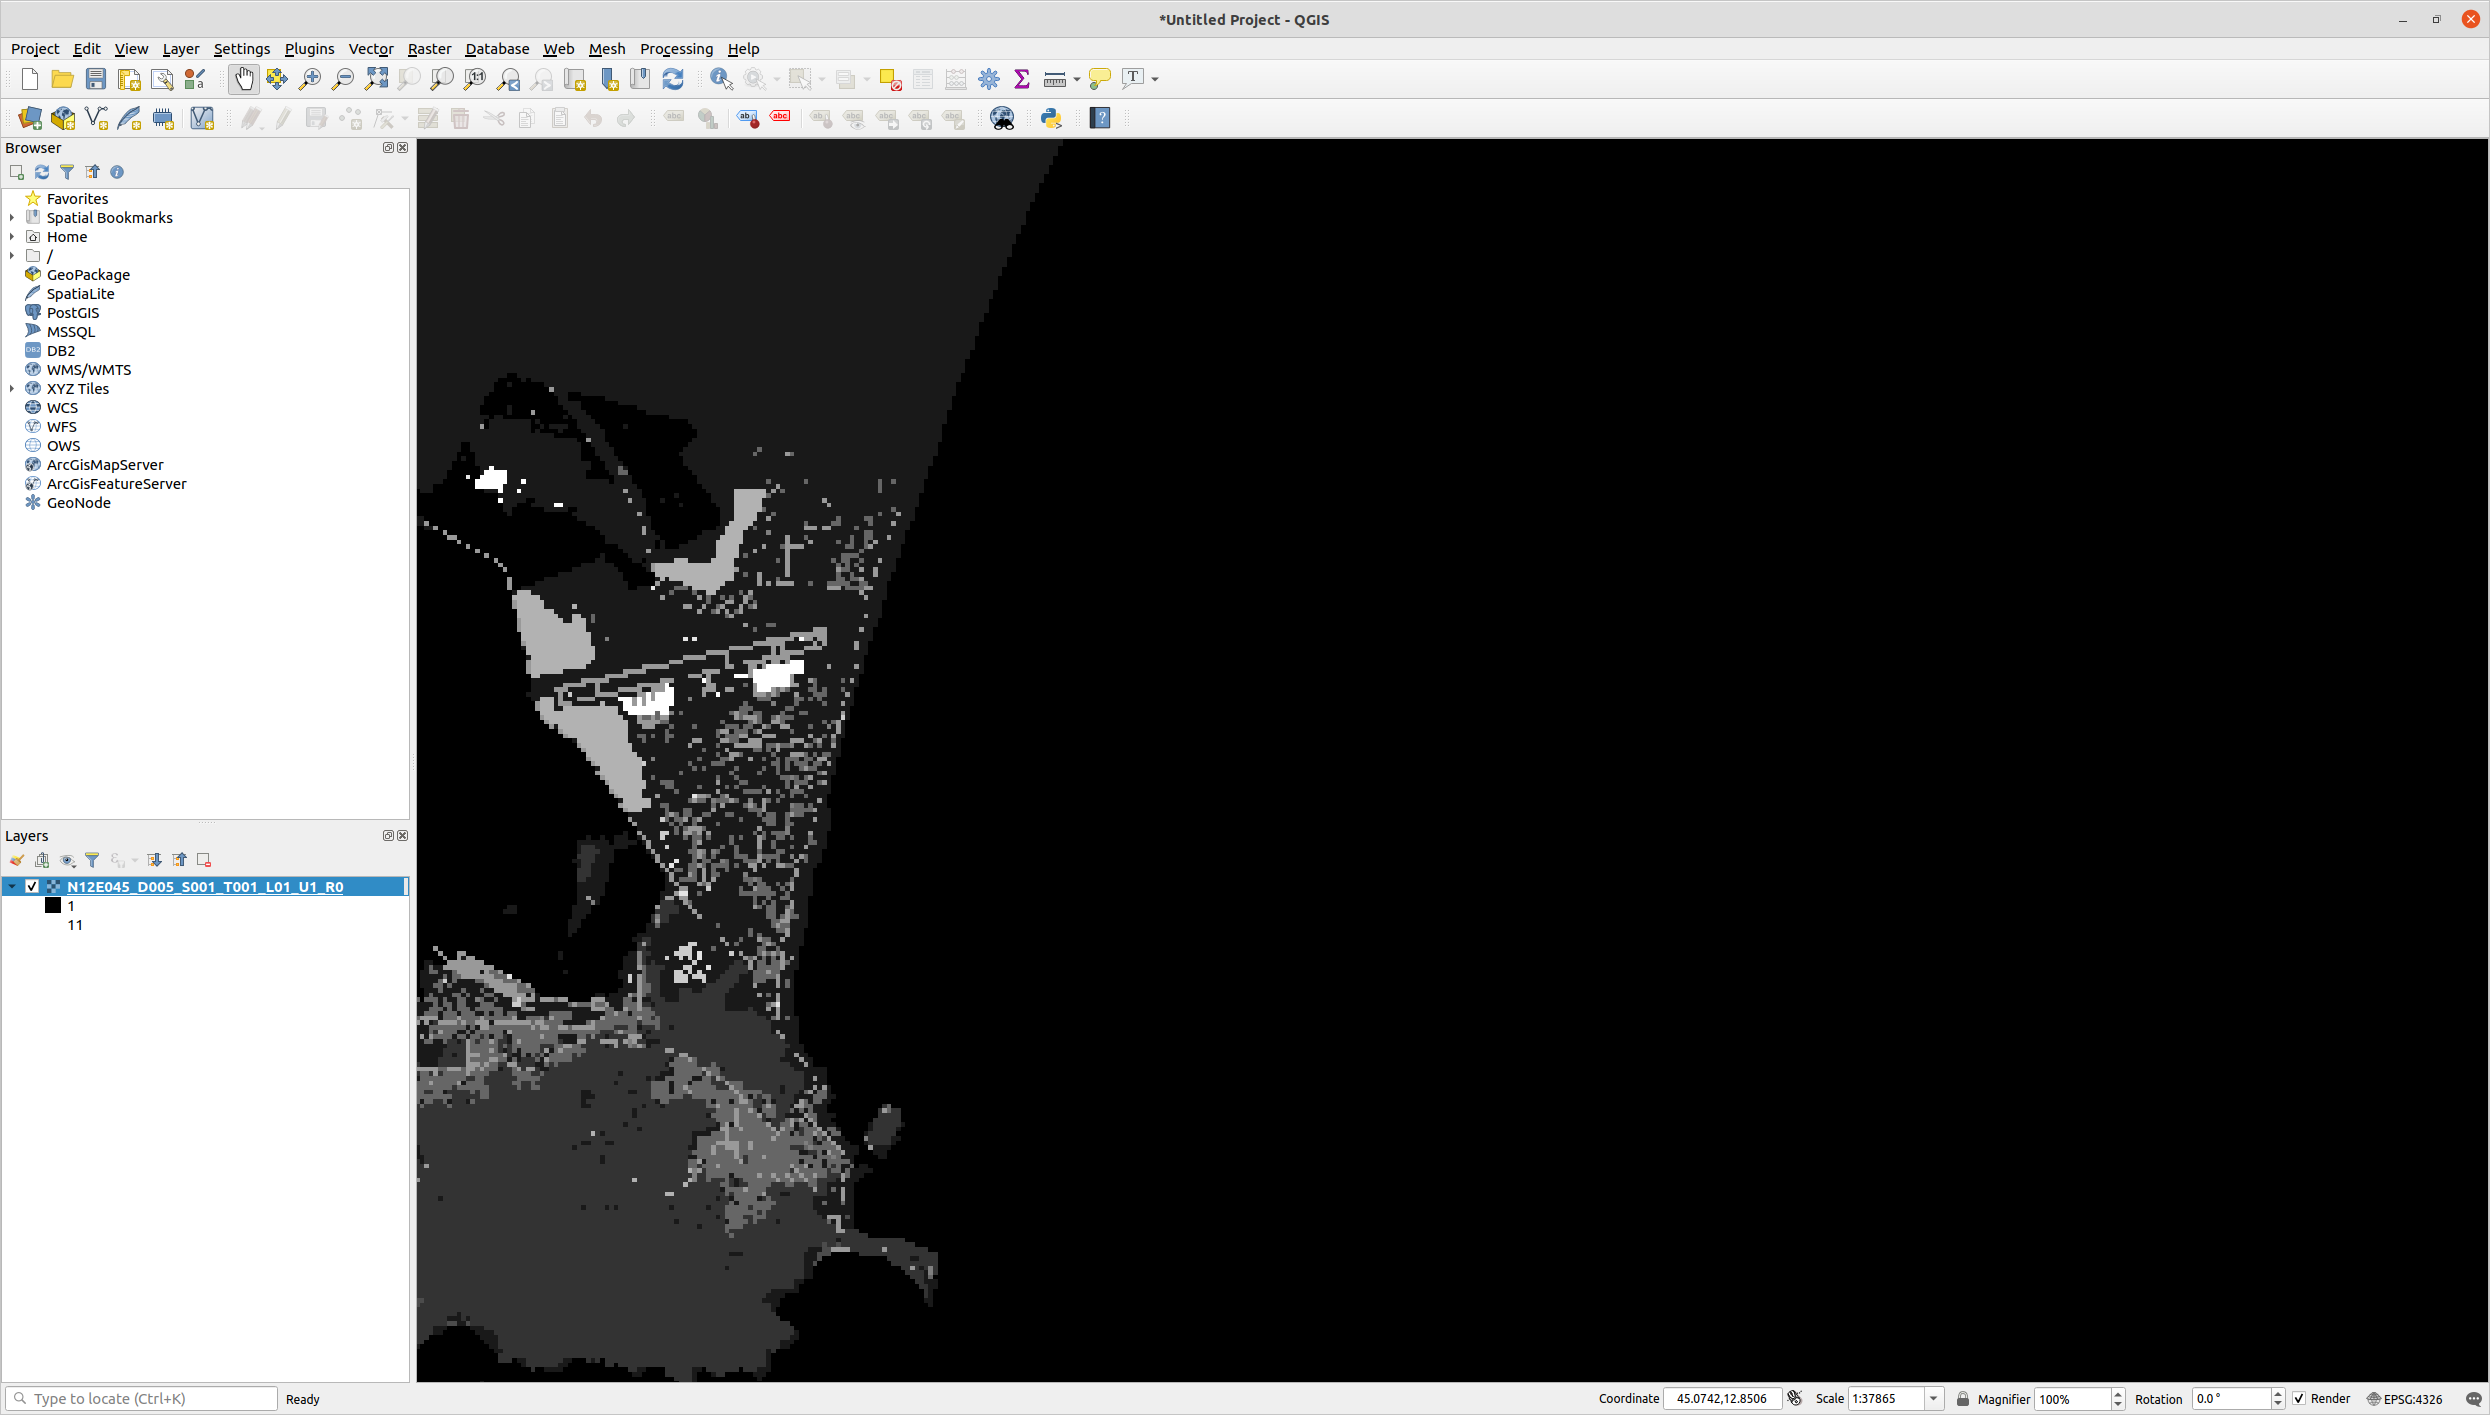 *Untitled Project - QGIS
Project Edit View Layer Settings Plugins Vector Raster Database Web Mesh Processing Help
Browser
Favorites
Spatial Bookmarks
Home
/
GeoPackage
SpatiaLite
PostGIS
MSSQL
DB2
WMS/WMTS
XYZ Tiles
WCS
WFS
OWS
ArcGisMapServer
ArcGisFeatureServer
GeoNode
Layers
N12E045_D005_S001_T001_L01_U1_R0
1
11
Type to locate (Ctrl+K) Ready Coordinate 45.0742,12.8506 Scale 1:37865 Magnifier 100% Rotation 0.0 ° Render EPSG:4326